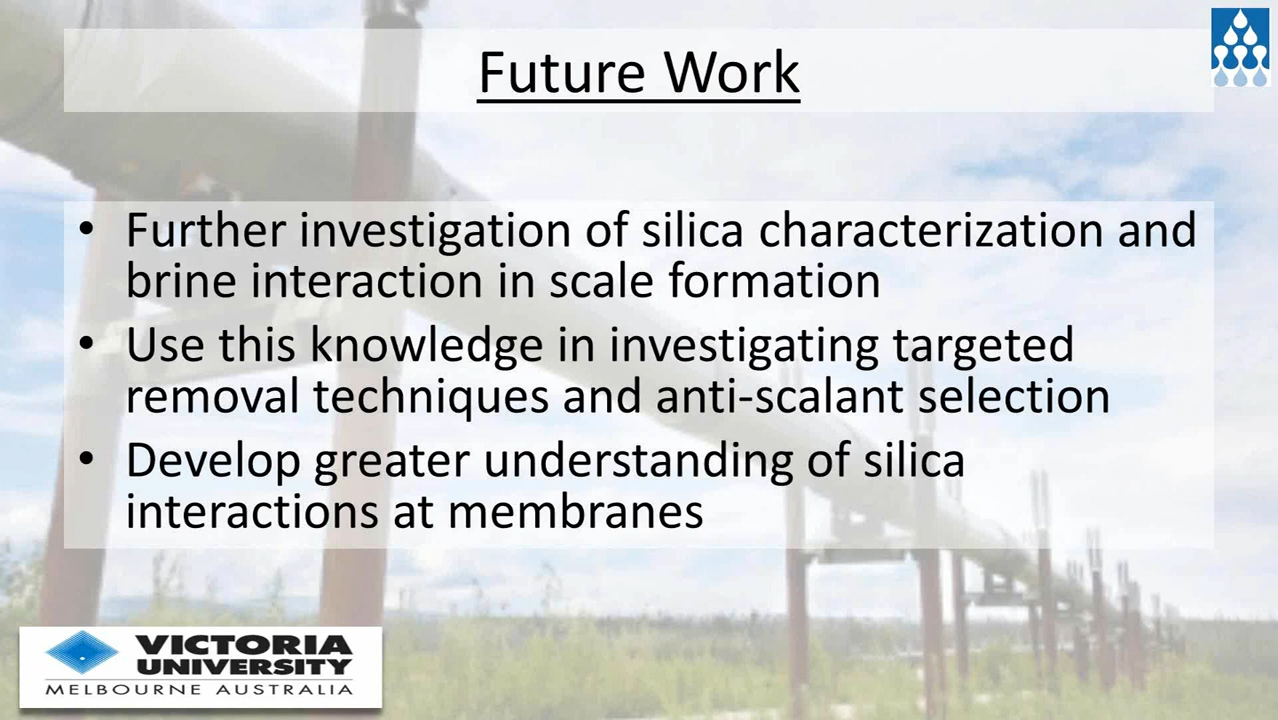 Future Work
• Further investigation of silica characterization and
brine interaction in scale formation
• Use this knowledge in investigating targeted
removal techniques and anti-scalant selection
• Develop greater understanding of silica
interactions at membranes
VICTORIA
UNIVERSITY
MELBOURNE AUSTRALIA